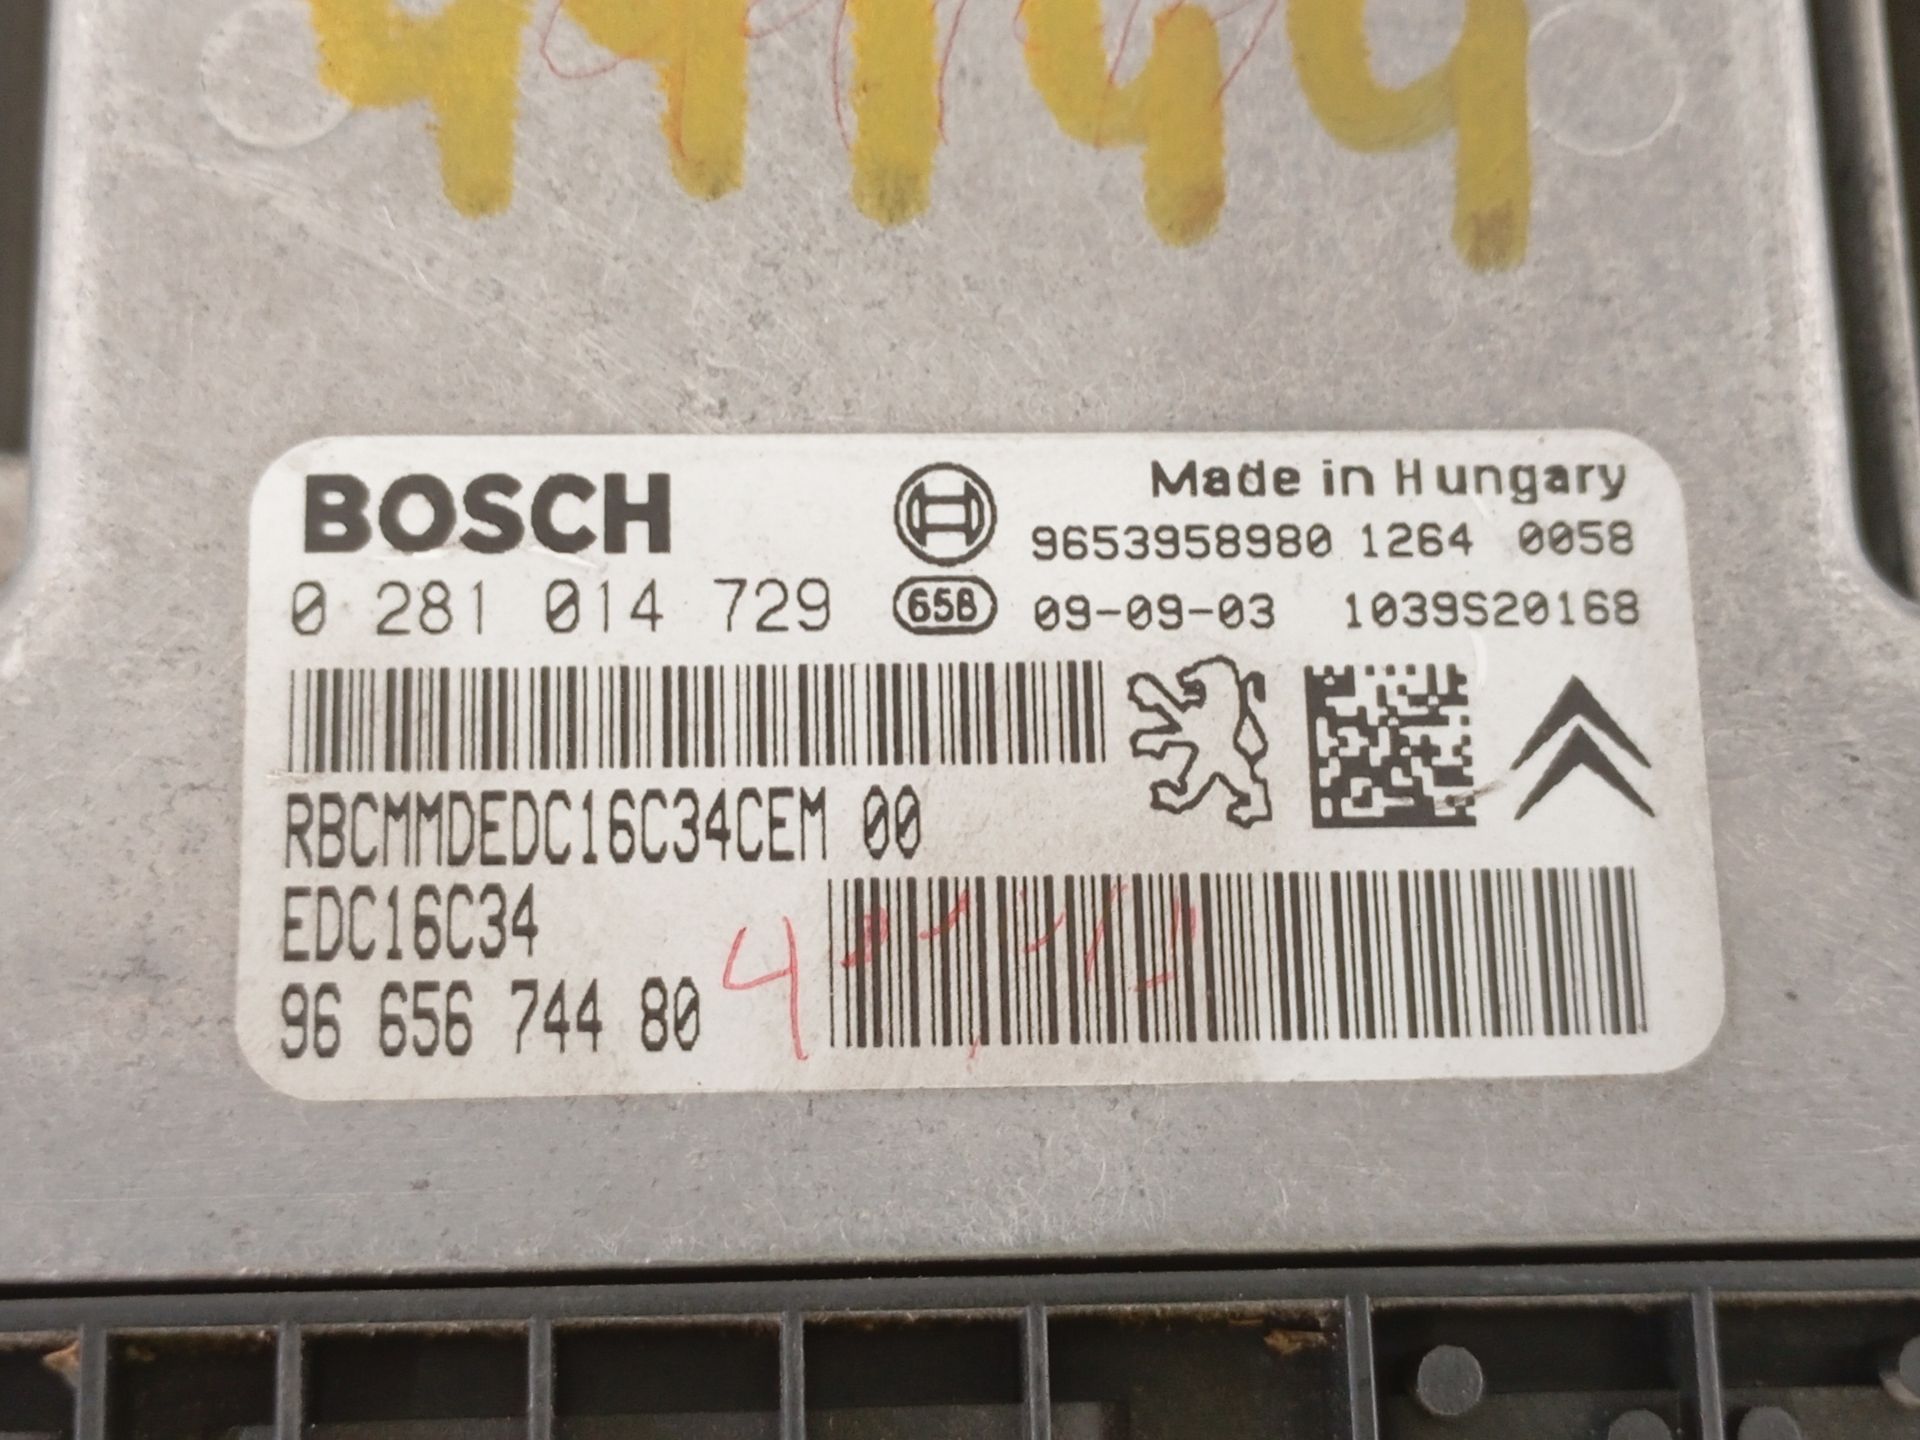 BOSCH
Made in Hungary
9653958980 1264 0058
0 281 014 729
65B
09-09-03 1039S20168
RBCMMDEDC16C34CEM 00
EDC16C34
96 656 744 80
4